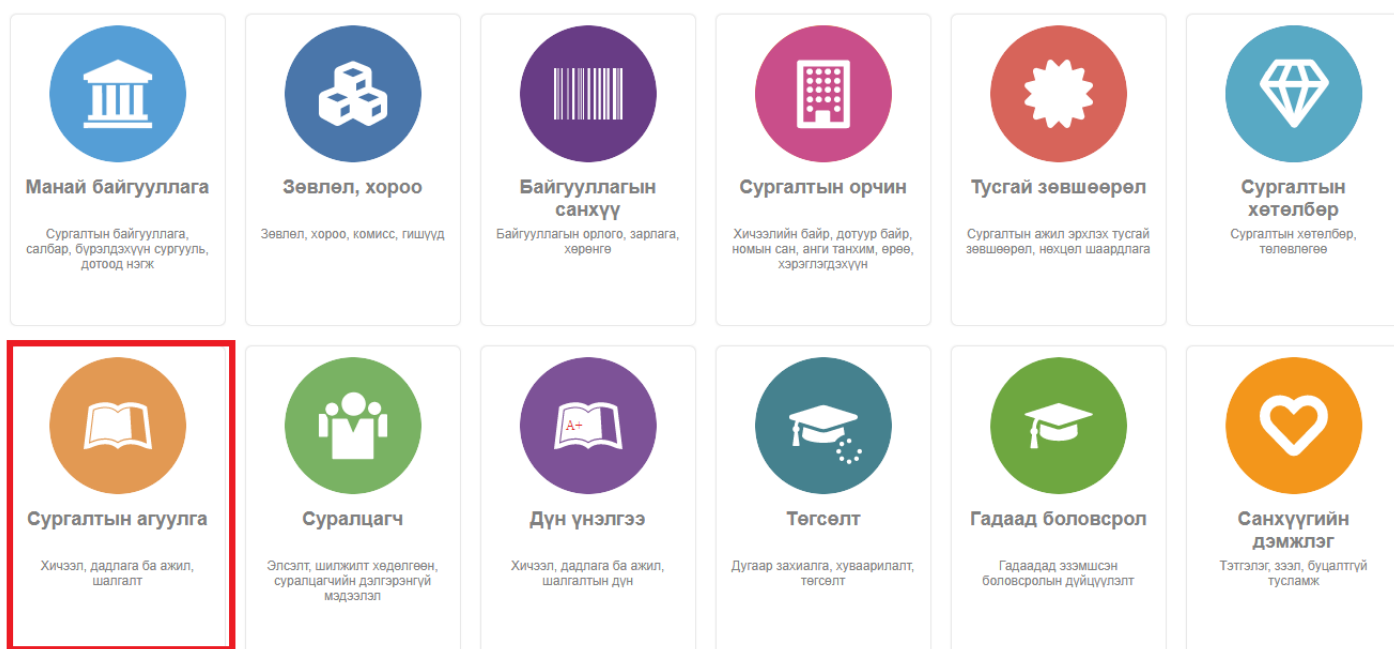 Манай байгууллага
Сургалтын байгууллага,
салбар, бүрэлдэхүүн сургууль,
дотоод нэгж
Зөвлөл, хороо
Зөвлөл, хороо, комисс, гишүүд
Байгууллагын
санхүү
Байгууллагын орлого, зарлага,
хөрөнгө
Сургалтын орчин
Хичээлийн байр, дотуур байр,
номын сан, анги танхим, өрөө,
хэрэглэгдэхүүн
Тусгай зөвшөөрөл
Сургалтын ажил эрхлэх тусгай
зөвшөөрөл, нөхцөл шаардлага
Сургалтын
хөтөлбөр
Сургалтын хөтөлбөр,
төлөвлөгөө
Сургалтын агуулга
Хичээл, дадлага ба ажил,
шалгалт
Суралцагч
Элсэлт, шилжилт хөдөлгөөн,
суралцагчийн дэлгэрэнгүй
мэдээлэл
A+
Дүн үнэлгээ
Хичээл, дадлага ба ажил,
шалгалтын дүн
Төгсөлт
Дугаар захиалга, хуваарилалт,
төгсөлт
Гадаад боловсрол
Гадаадад эзэмшсэн
боловсролын дүйцүүлэлт
Санхүүгийн
дэмжлэг
Тэтгэлэг, зээл, буцалтгүй
тусламж